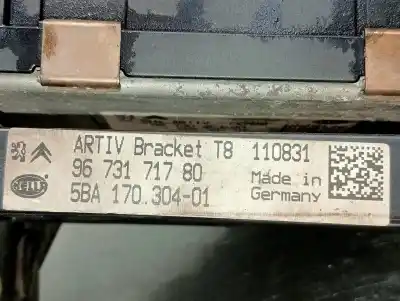 ARTIV Bracket T8 110831
96 731 717 80 Made in
HELLA 5BA 170.304-01 Germany